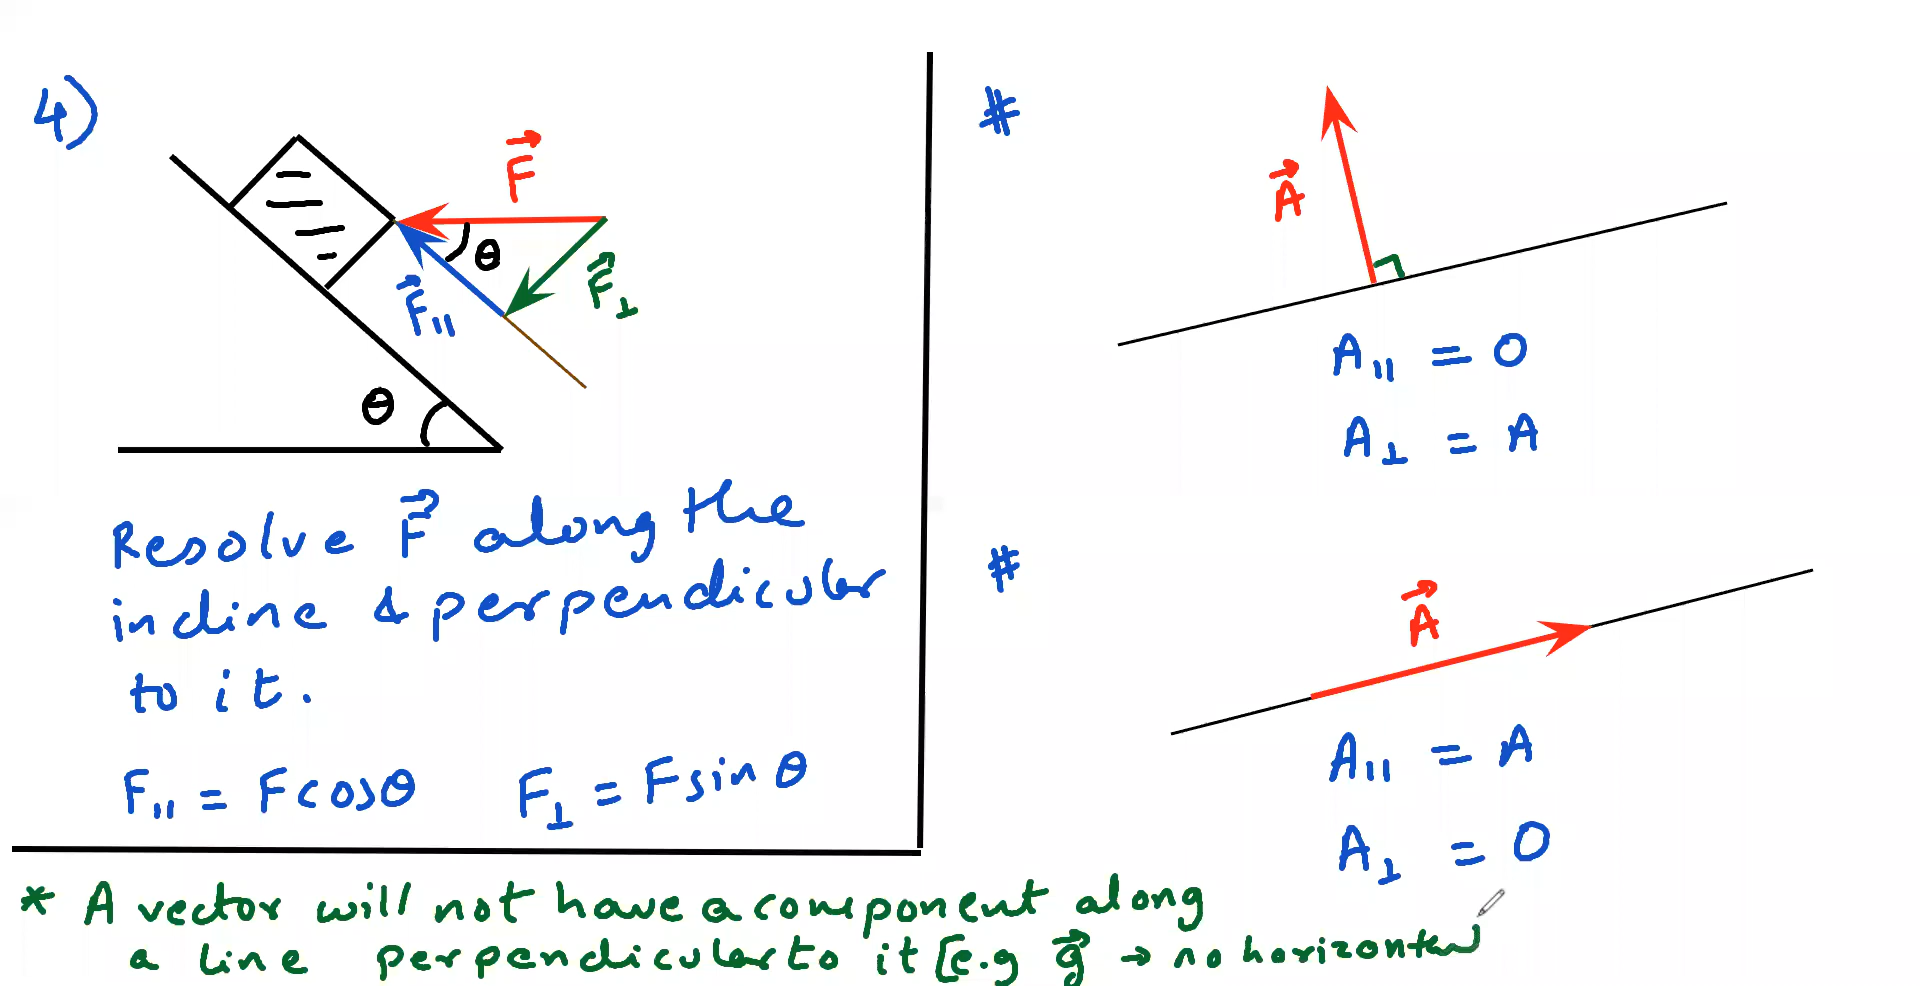 4)
F⃗
θ
F⃗∥
F⃗⊥
θ
Resolve F⃗ along the
incline & perpendicular
to it.
F∥ = Fcosθ F⊥ = Fsinθ
#
A⃗
A∥ = 0
A⊥ = A
#
A⃗
A∥ = A
A⊥ = 0
* A vector will not have a component along
a line perpendicular to it [e.g g⃗ → no horizontal